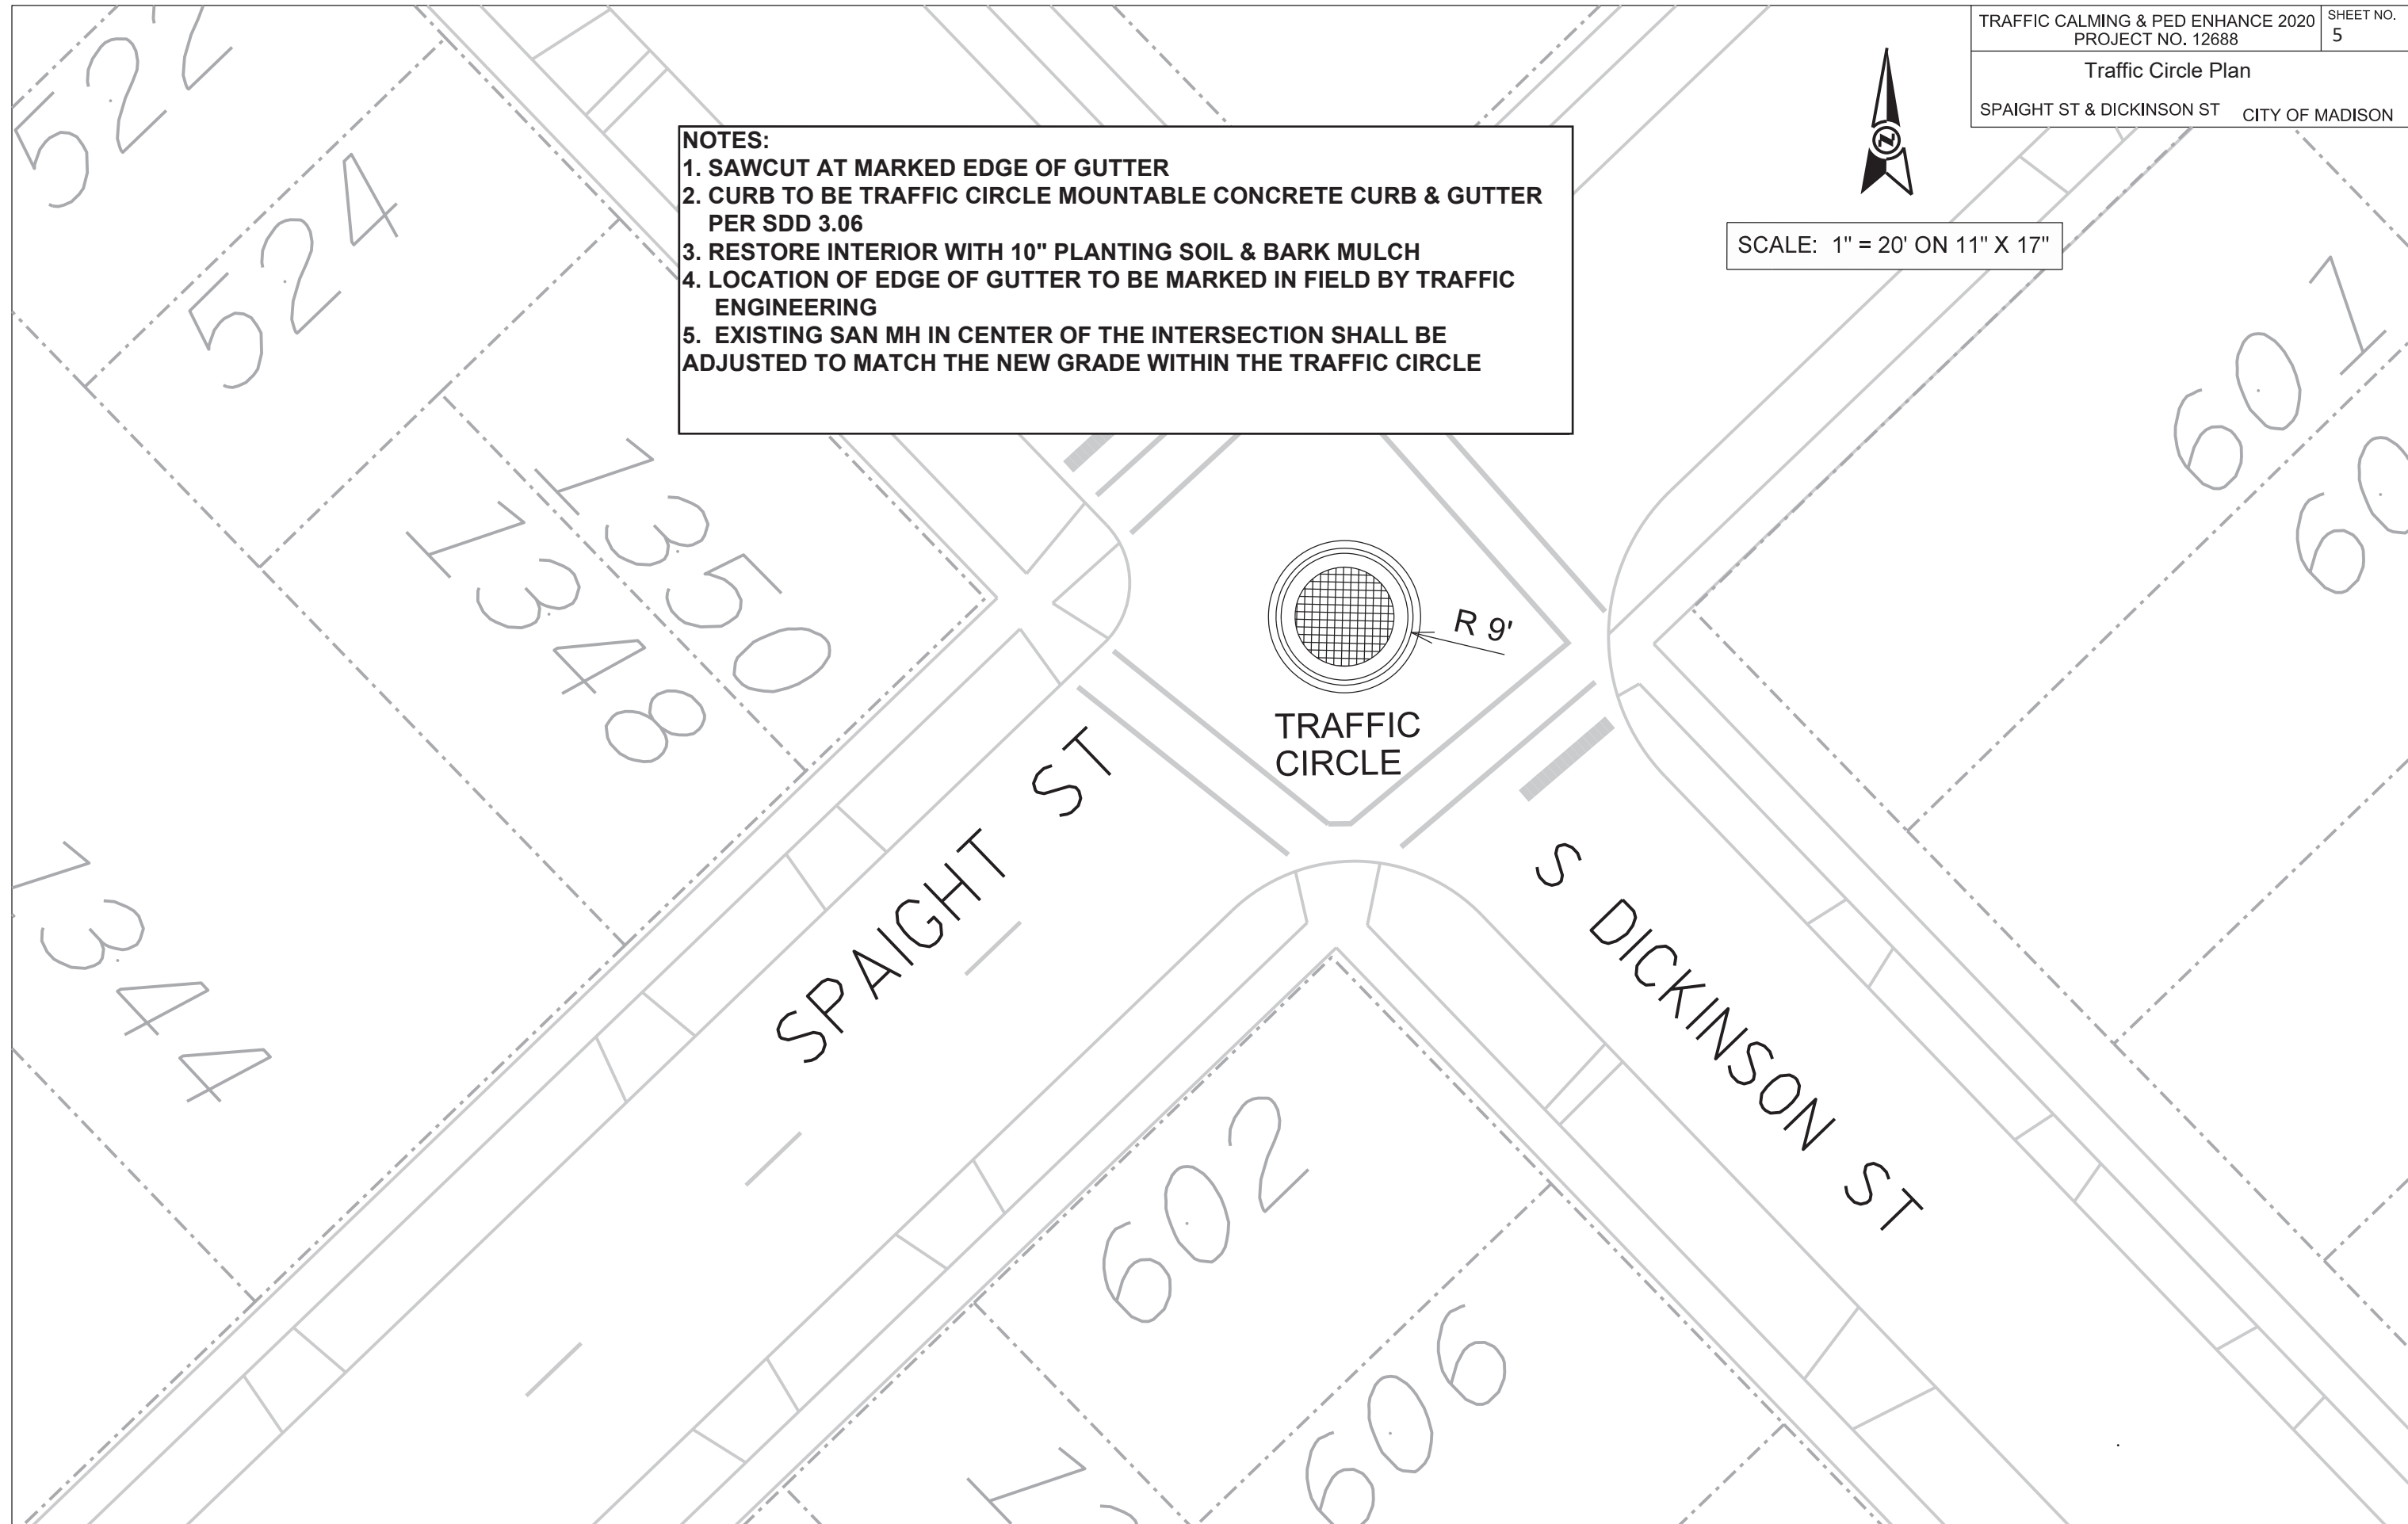 TRAFFIC CALMING & PED ENHANCE 2020
PROJECT NO. 12688
SHEET NO.
5
Traffic Circle Plan
SPAIGHT ST & DICKINSON ST
CITY OF MADISON
NOTES:
1. SAWCUT AT MARKED EDGE OF GUTTER
2. CURB TO BE TRAFFIC CIRCLE MOUNTABLE CONCRETE CURB & GUTTER
PER SDD 3.06
3. RESTORE INTERIOR WITH 10" PLANTING SOIL & BARK MULCH
4. LOCATION OF EDGE OF GUTTER TO BE MARKED IN FIELD BY TRAFFIC
ENGINEERING
5. EXISTING SAN MH IN CENTER OF THE INTERSECTION SHALL BE
ADJUSTED TO MATCH THE NEW GRADE WITHIN THE TRAFFIC CIRCLE
N
SCALE: 1" = 20' ON 11" X 17"
522
524
1350
1348
1344
601
60
R 9'
TRAFFIC
CIRCLE
SPAIGHT ST
S DICKINSON ST
602
606